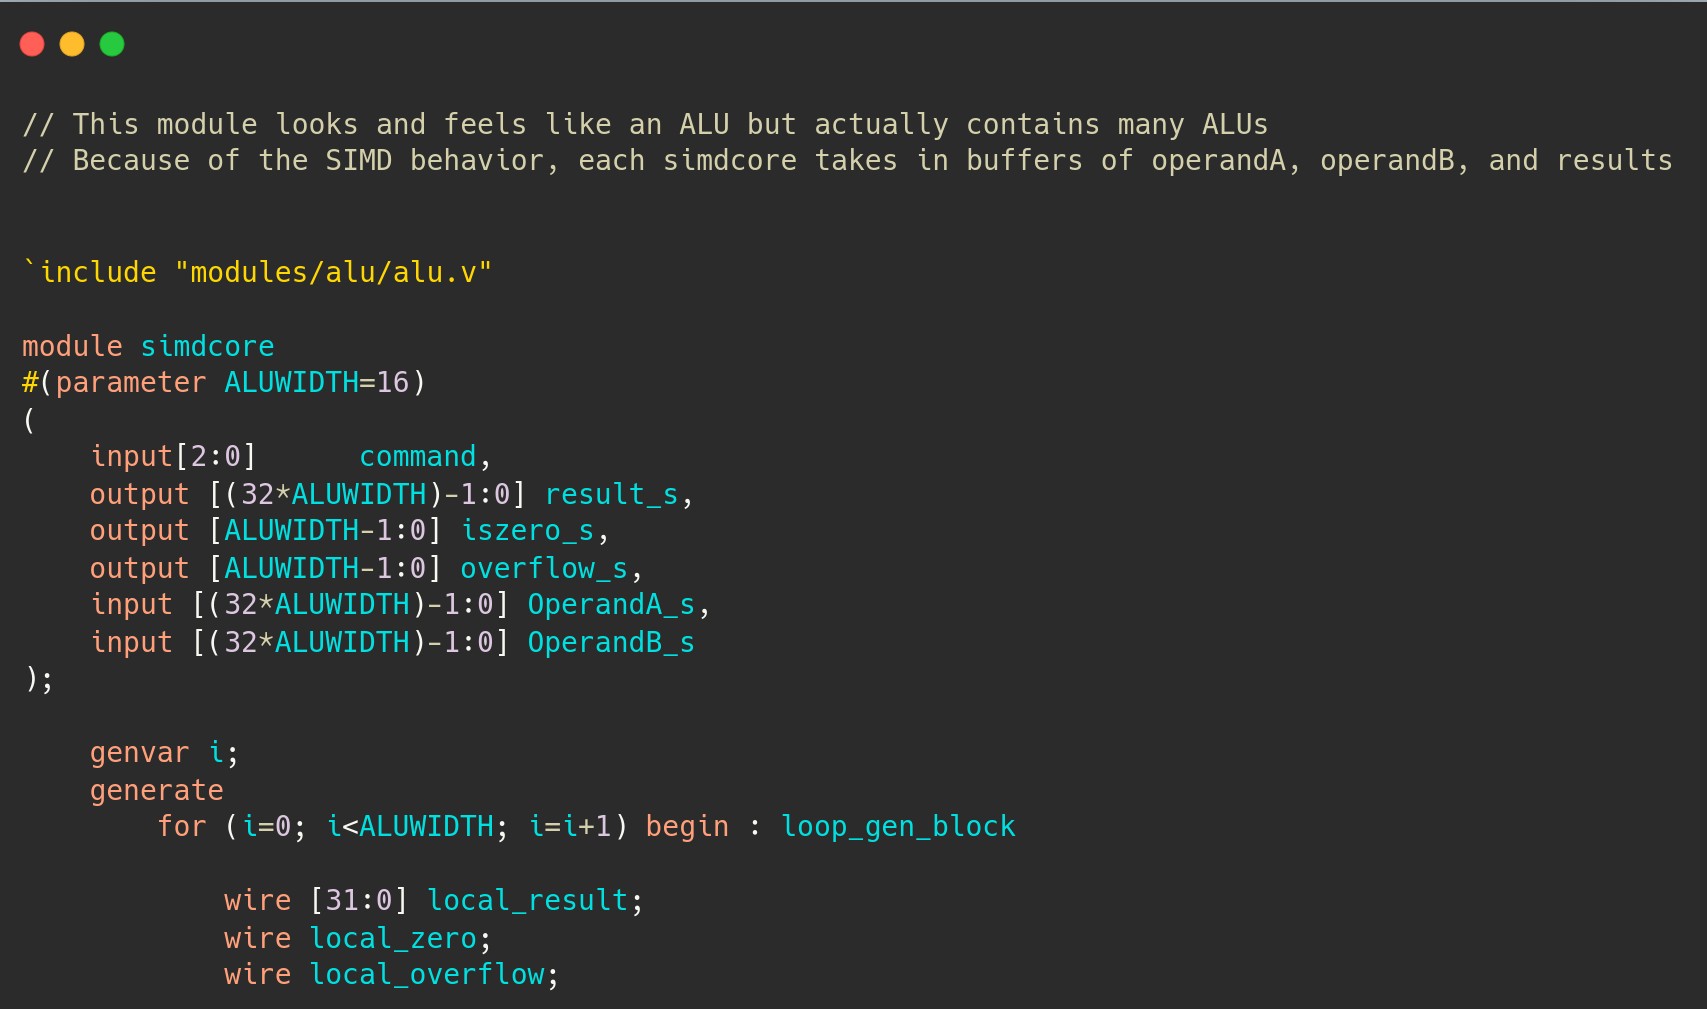 // This module looks and feels like an ALU but actually contains many ALUs
// Because of the SIMD behavior, each simdcore takes in buffers of operandA, operandB, and results
`include "modules/alu/alu.v"
module simdcore
#(parameter ALUWIDTH=16)
(
    input[2:0]      command,
    output [(32*ALUWIDTH)-1:0] result_s,
    output [ALUWIDTH-1:0] iszero_s,
    output [ALUWIDTH-1:0] overflow_s,
    input [(32*ALUWIDTH)-1:0] OperandA_s,
    input [(32*ALUWIDTH)-1:0] OperandB_s
);
    genvar i;
    generate
        for (i=0; i<ALUWIDTH; i=i+1) begin : loop_gen_block
            wire [31:0] local_result;
            wire local_zero;
            wire local_overflow;